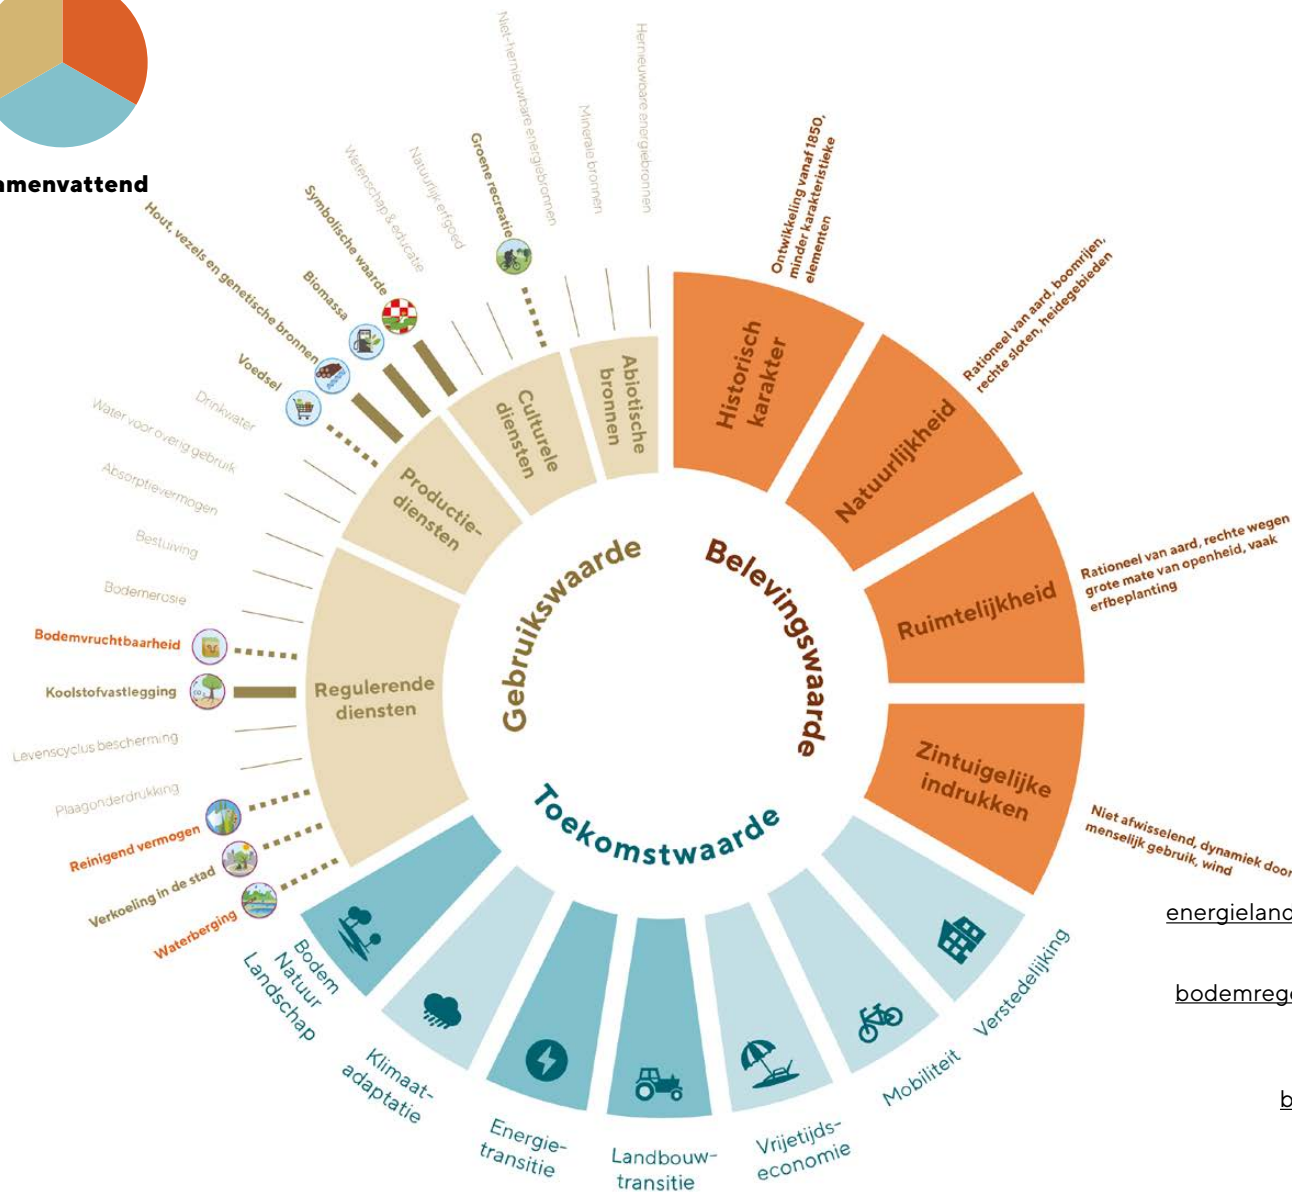 amenvattend
Niet-hernieuwbare energiebronnen
Minerale bronnen
Hernieuwbare energiebronnen
Groene recreatie
Natuurlijk erfgoed
Wetenschap & educatie
Symbolische waarde
Biomassa
Hout, vezels en genetische bronnen
Voedsel
Drinkwater
Water voor overig gebruik
Absorptievermogen
Bestuiving
Bodemerosie
Bodemvruchtbaarheid
Koolstofvastlegging
Levenscyclus bescherming
Plaagonderdrukking
Reinigend vermogen
Verkoeling in de stad
Waterberging
Abiotische
bronnen
Culturele
diensten
Productie-
diensten
Regulerende
diensten
Gebruikswaarde
Belevingswaarde
Toekomstwaarde
Historisch
karakter
Natuurlijkheid
Ruimtelijkheid
Zintuigelijke
indrukken
Ontwikkeling vanaf 1850,
minder karakteristieke
elementen
Rationeel van aard, boomrijen,
rechte sloten, heidegebieden
Rationeel van aard, rechte wegen
grote mate van openheid, vaak
erfbeplanting
Niet afwisselend, dynamiek door
menselijk gebruik, wind
Bodem
Natuur
Landschap
Klimaat-
adaptatie
Energie-
transitie
Landbouw-
transitie
Vrijetijds-
economie
Mobiliteit
Verstedelijking
energieland
bodemreg
b